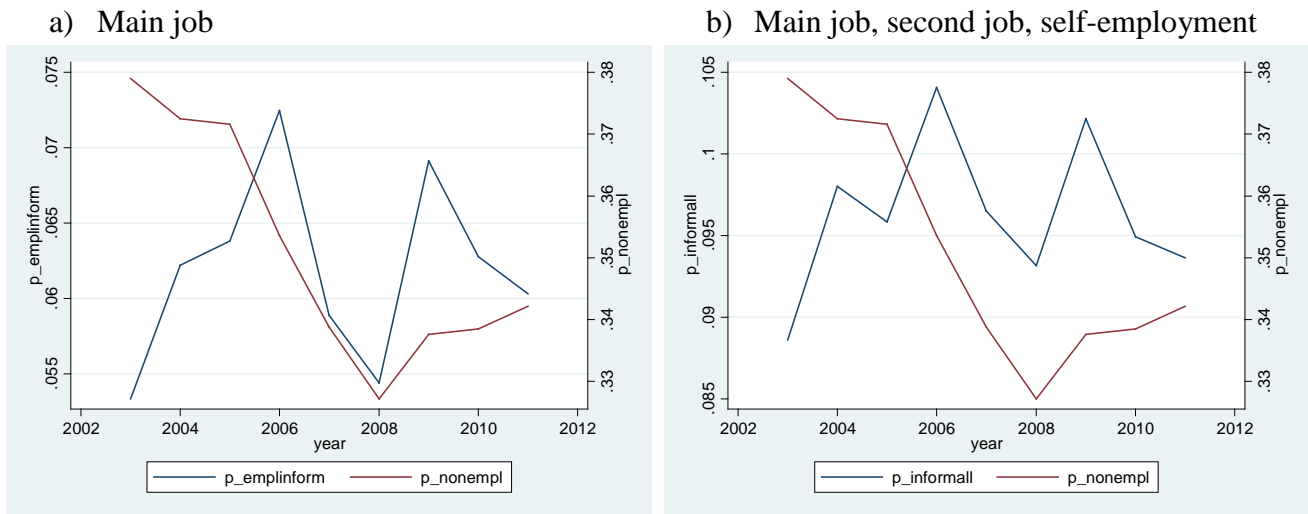 a) Main job
.075
.07
.065
.06
.055
p_emplinform
.38
.37
.36
.35
.34
.33
p_nonempl
2002 2004 2006 2008 2010 2012
year
p_emplinform p_nonempl
b) Main job, second job, self-employment
.105
.1
.095
.09
.085
p_informall
.38
.37
.36
.35
.34
.33
p_nonempl
2002 2004 2006 2008 2010 2012
year
p_informall p_nonempl